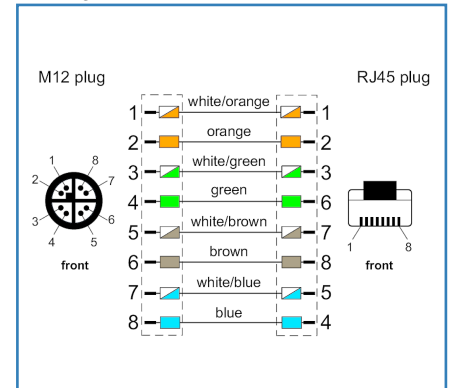 M12 plug
RJ45 plug
1 white/orange 1
2 orange 2
3 white/green 3
4 green 6
5 white/brown 7
6 brown 8
7 white/blue 5
8 blue 4
1 8
2 7
3 6
4 5
front
1 8
front